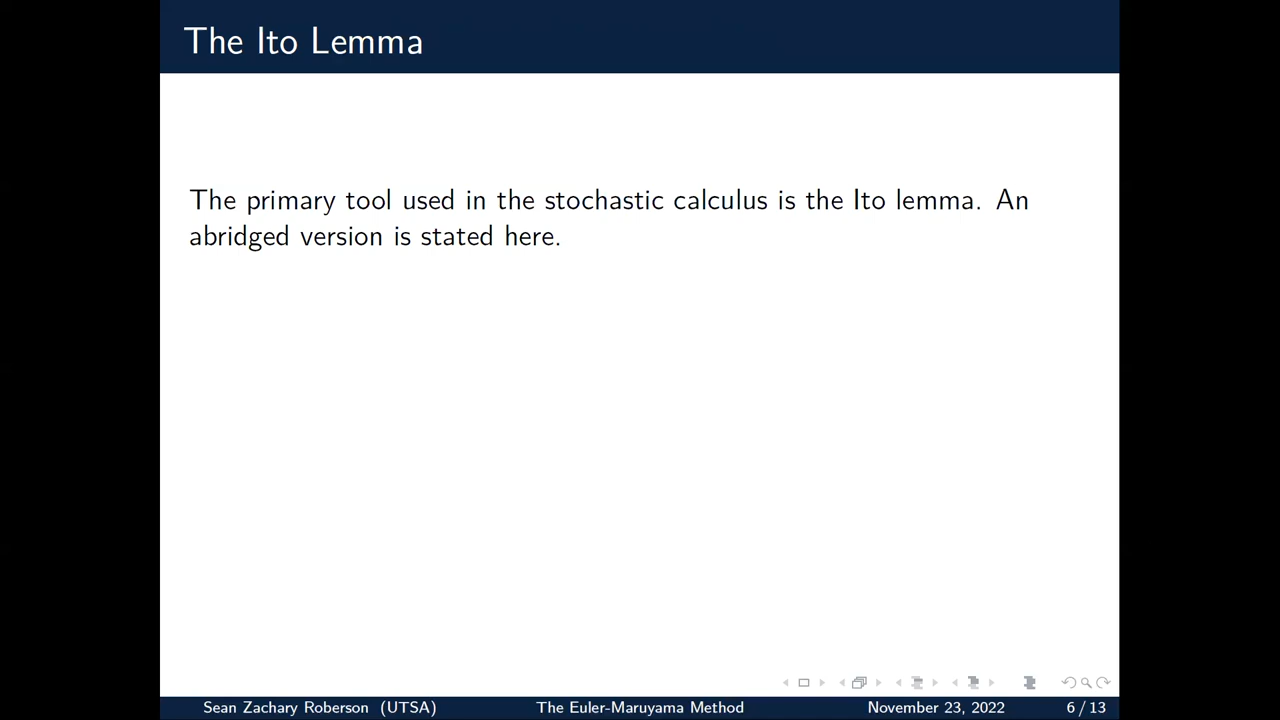 The Ito Lemma
The primary tool used in the stochastic calculus is the Ito lemma. An
abridged version is stated here.
Sean Zachary Roberson (UTSA) The Euler-Maruyama Method November 23, 2022 6 / 13